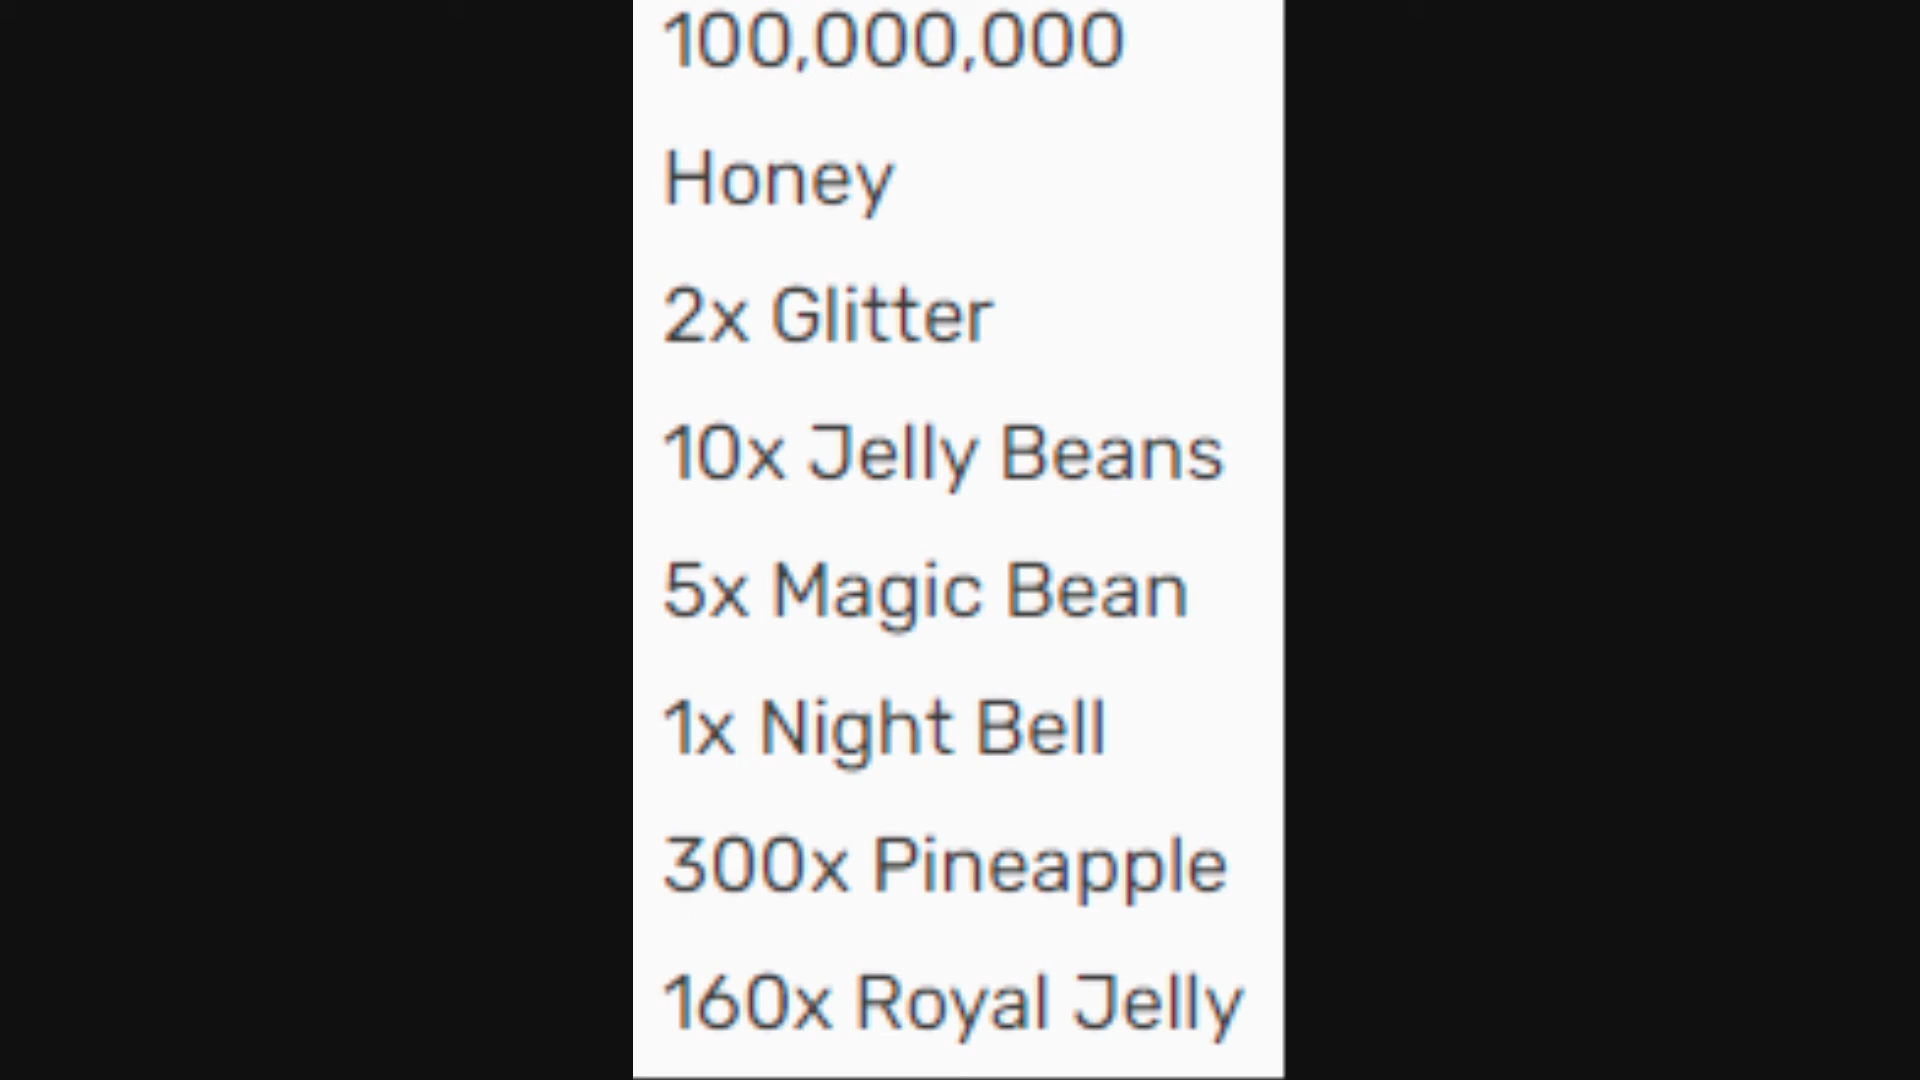 100,000,000
Honey
2x Glitter
10x Jelly Beans
5x Magic Bean
1x Night Bell
300x Pineapple
160x Royal Jelly